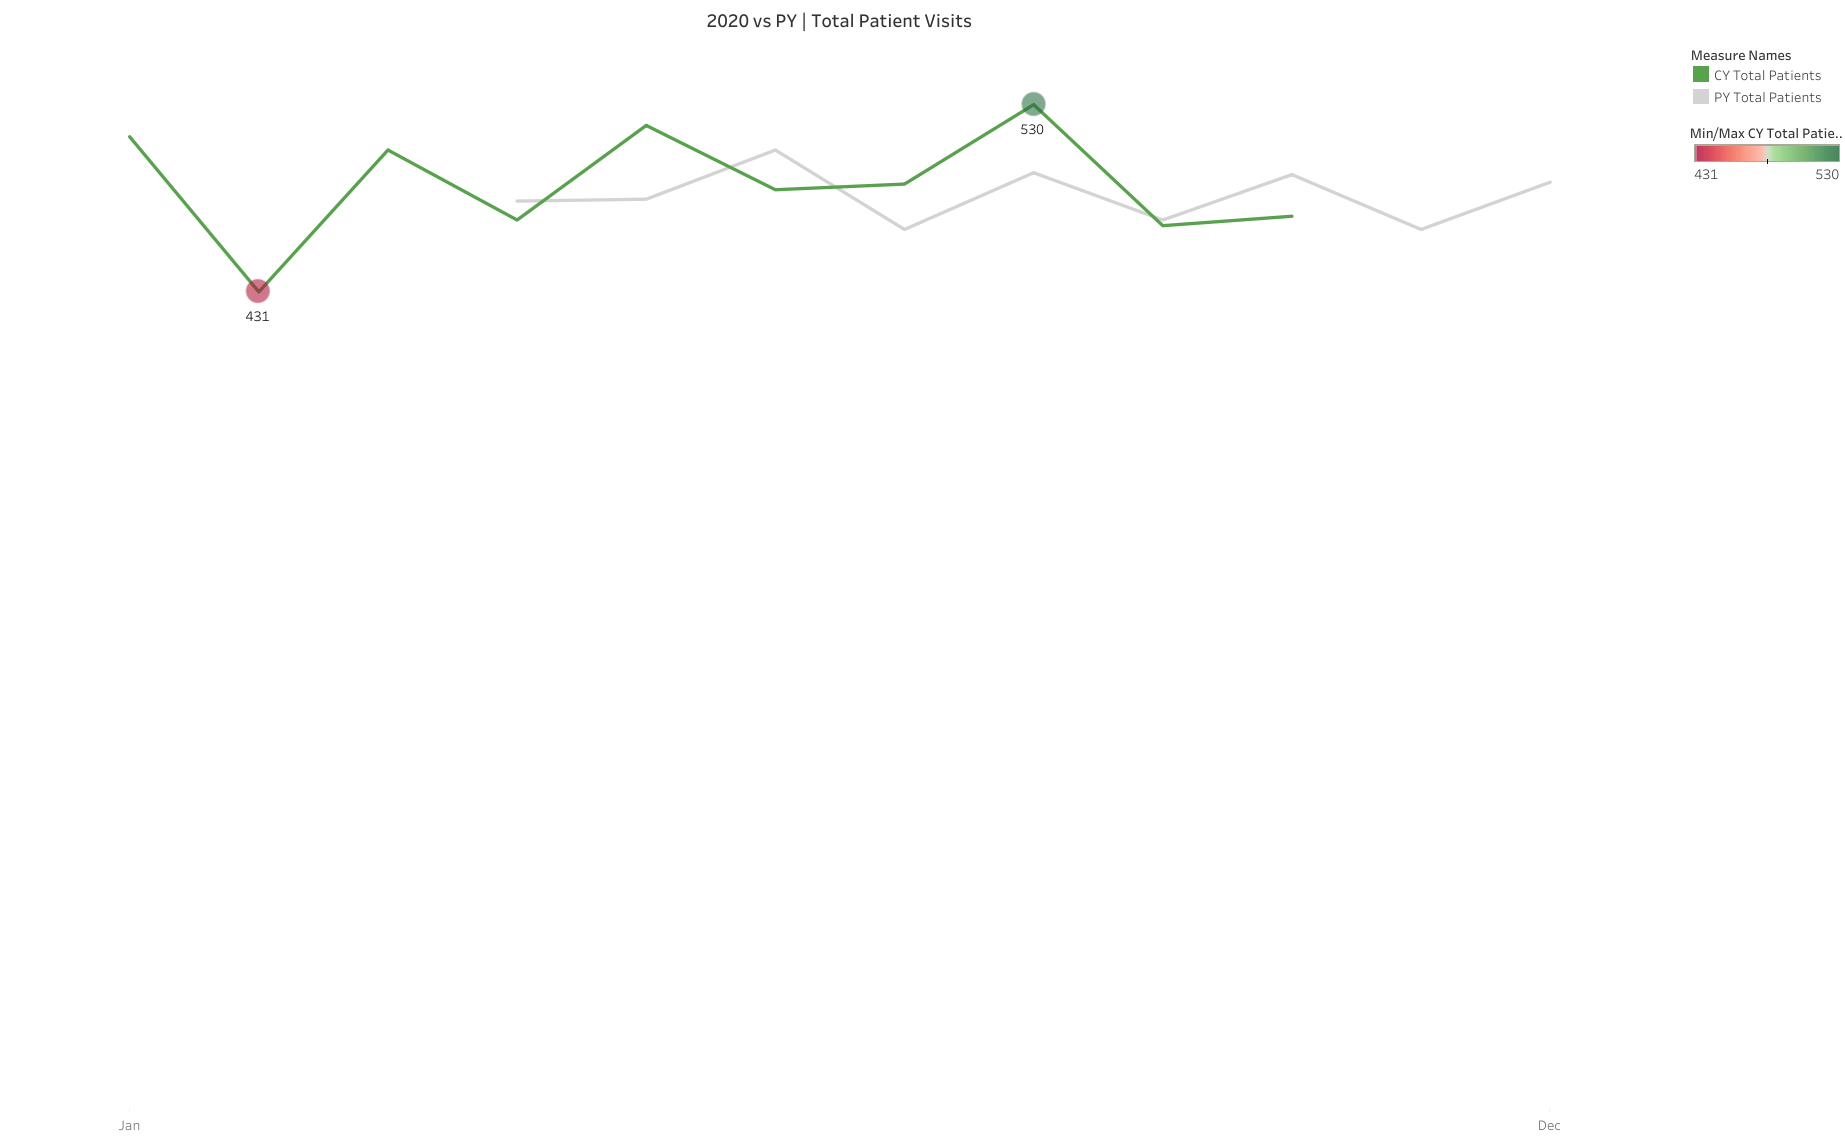 2020 vs PY | Total Patient Visits
Measure Names
CY Total Patients
PY Total Patients
Min/Max CY Total Patie..
431
530
530
431
Jan
Dec